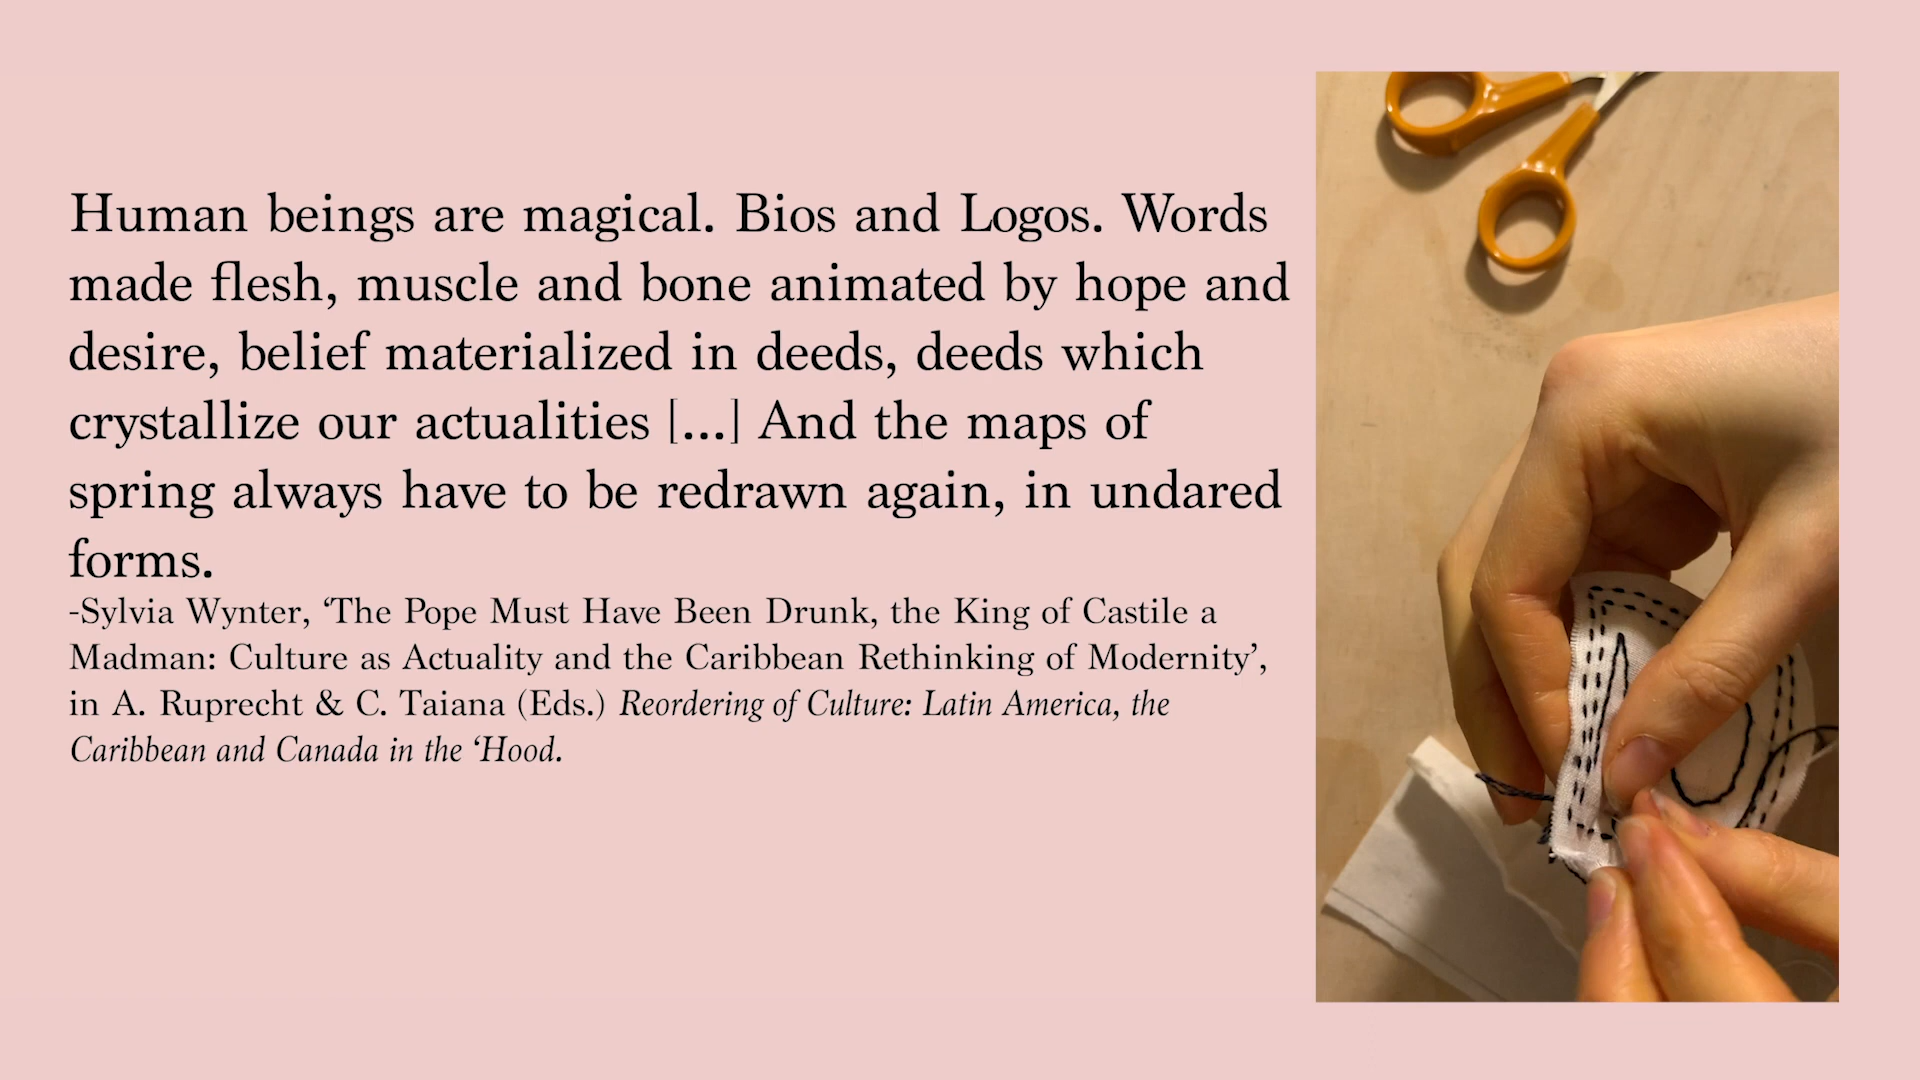 Human beings are magical. Bios and Logos. Words
made flesh, muscle and bone animated by hope and
desire, belief materialized in deeds, deeds which
crystallize our actualities [...] And the maps of
spring always have to be redrawn again, in undared
forms.
-Sylvia Wynter, ‘The Pope Must Have Been Drunk, the King of Castile a
Madman: Culture as Actuality and the Caribbean Rethinking of Modernity’,
in A. Ruprecht & C. Taiana (Eds.) Reordering of Culture: Latin America, the
Caribbean and Canada in the ‘Hood.